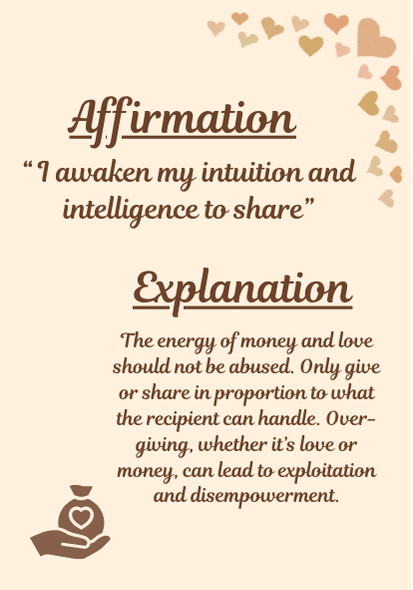 Affirmation
“I awaken my intuition and
intelligence to share”
Explanation
The energy of money and love
should not be abused. Only give
or share in proportion to what
the recipient can handle. Over-
giving, whether it’s love or
money, can lead to exploitation
and disempowerment.